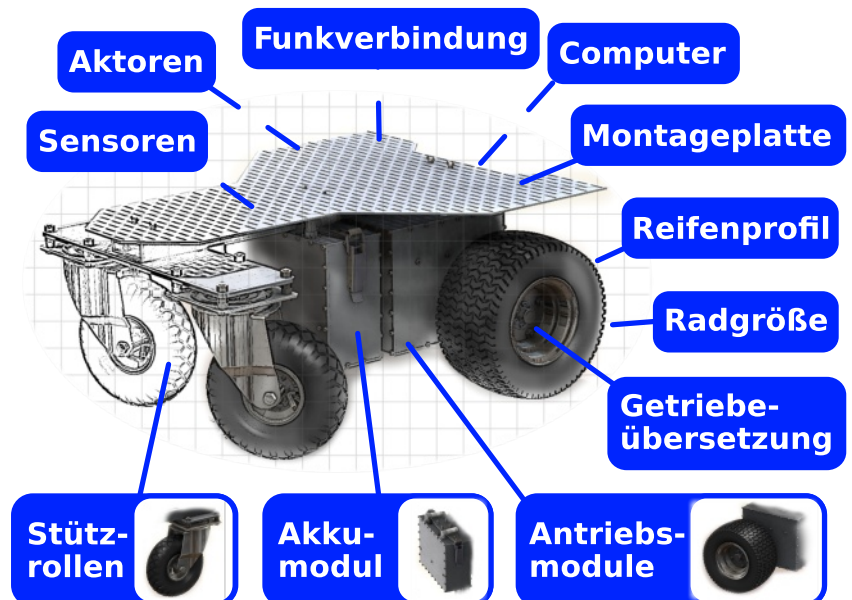 Funkverbindung
Aktoren
Computer
Sensoren
Montageplatte
Reifenprofil
Radgröße
Getriebe-
übersetzung
Stütz-
rollen
Akku-
modul
Antriebs-
module